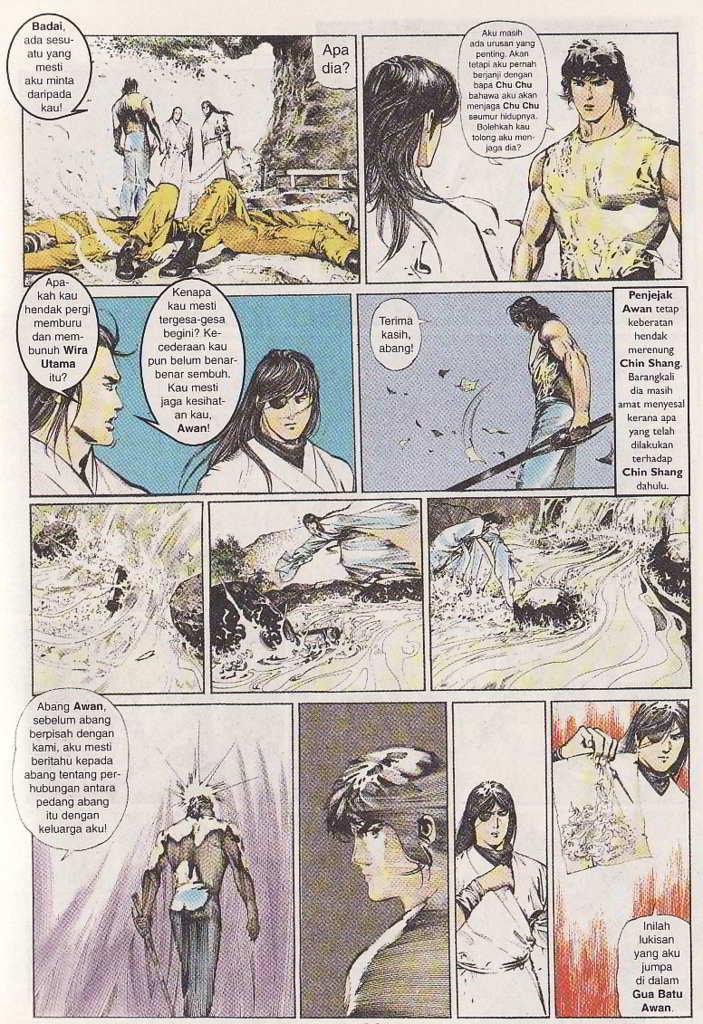 Badai,
ada sesu-
atu yang
mesti
aku minta
daripada
kau!
Apa
dia?
Aku masih
ada urusan yang
penting. Akan
tetapi aku pernah
berjanji dengan
bapa Chu Chu
bahawa aku akan
menjaga Chu Chu
seumur hidupnya.
Bolehkah kau
tolong aku men-
jaga dia?
Apa-
kah kau
hendak pergi
memburu
dan mem-
bunuh Wira
Utama
itu?
Kenapa
kau mesti
tergesa-gesa
begini? Ke-
cederaan kau
pun belum benar-
benar sembuh.
Kau mesti
jaga kesihat-
an kau,
Awan!
Terima
kasih,
abang!
Penjejak
Awan tetap
keberatan
hendak
merenung
Chin Shang.
Barangkali
dia masih
amat menyesal
kerana apa
yang telah
dilakukan
terhadap
Chin Shang
dahulu.
Abang Awan,
sebelum abang
berpisah dengan
kami, aku mesti
beritahu kepada
abang tentang per-
hubungan antara
pedang abang
itu dengan
keluarga aku!
Inilah
lukisan
yang aku
jumpa
di dalam
Gua Batu
Awan.